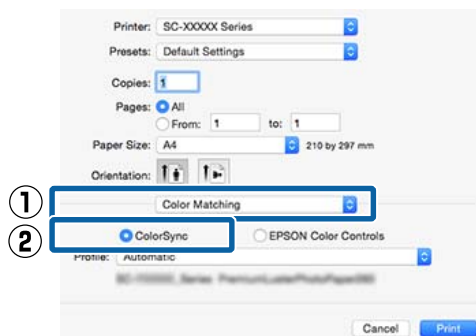 Printer: SC-XXXXX Series
Presets: Default Settings
Copies: 1
Pages: All
From: 1 to: 1
Paper Size: A4 210 by 297 mm
Orientation:
① Color Matching
② ColorSync EPSON Color Controls
Profile: Automatic
Cancel Print